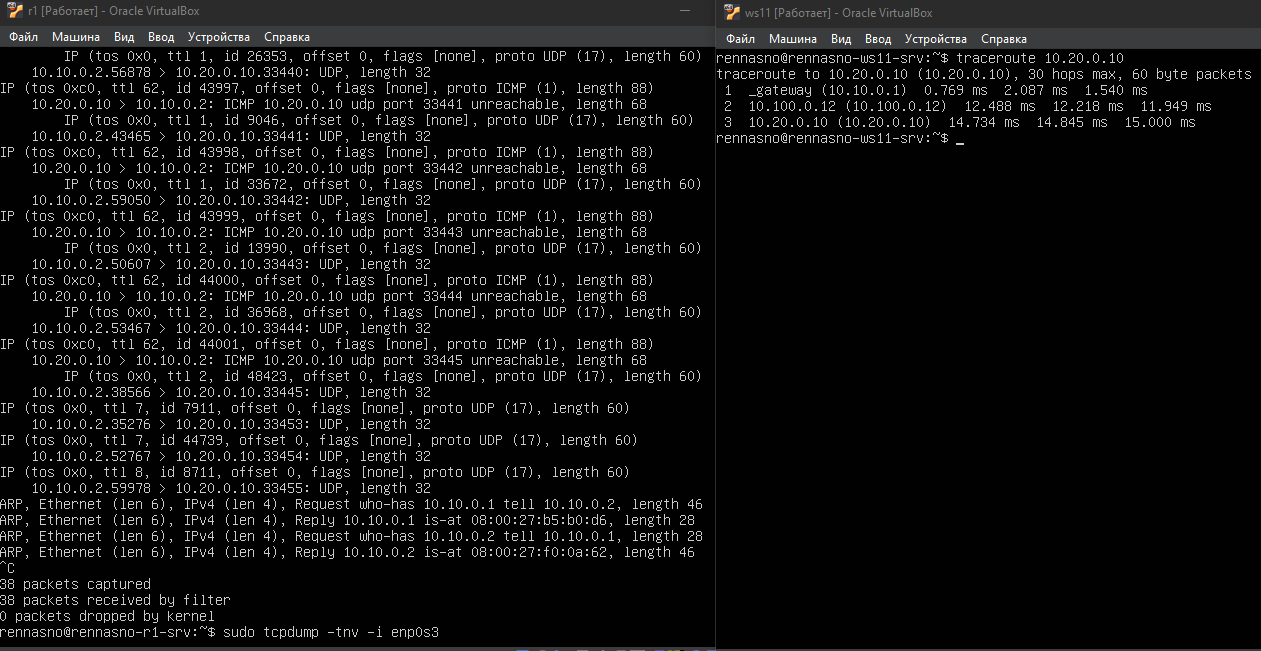 r1 [Работает] - Oracle VirtualBox
Файл Машина Вид Ввод Устройства Справка
IP (tos 0x0, ttl 1, id 26353, offset 0, flags [none], proto UDP (17), length 60)
10.10.0.2.56878 > 10.20.0.10.33440: UDP, length 32
IP (tos 0xc0, ttl 62, id 43997, offset 0, flags [none], proto ICMP (1), length 88)
10.20.0.10 > 10.10.0.2: ICMP 10.20.0.10 udp port 33441 unreachable, length 68
IP (tos 0x0, ttl 1, id 9046, offset 0, flags [none], proto UDP (17), length 60)
10.10.0.2.43465 > 10.20.0.10.33441: UDP, length 32
IP (tos 0xc0, ttl 62, id 43998, offset 0, flags [none], proto ICMP (1), length 88)
10.20.0.10 > 10.10.0.2: ICMP 10.20.0.10 udp port 33442 unreachable, length 68
IP (tos 0x0, ttl 1, id 33672, offset 0, flags [none], proto UDP (17), length 60)
10.10.0.2.59050 > 10.20.0.10.33442: UDP, length 32
IP (tos 0xc0, ttl 62, id 43999, offset 0, flags [none], proto ICMP (1), length 88)
10.20.0.10 > 10.10.0.2: ICMP 10.20.0.10 udp port 33443 unreachable, length 68
IP (tos 0x0, ttl 2, id 13990, offset 0, flags [none], proto UDP (17), length 60)
10.10.0.2.50607 > 10.20.0.10.33443: UDP, length 32
IP (tos 0xc0, ttl 62, id 44000, offset 0, flags [none], proto ICMP (1), length 88)
10.20.0.10 > 10.10.0.2: ICMP 10.20.0.10 udp port 33444 unreachable, length 68
IP (tos 0x0, ttl 2, id 36968, offset 0, flags [none], proto UDP (17), length 60)
10.10.0.2.53467 > 10.20.0.10.33444: UDP, length 32
IP (tos 0xc0, ttl 62, id 44001, offset 0, flags [none], proto ICMP (1), length 88)
10.20.0.10 > 10.10.0.2: ICMP 10.20.0.10 udp port 33445 unreachable, length 68
IP (tos 0x0, ttl 2, id 48423, offset 0, flags [none], proto UDP (17), length 60)
10.10.0.2.38566 > 10.20.0.10.33445: UDP, length 32
IP (tos 0x0, ttl 7, id 7911, offset 0, flags [none], proto UDP (17), length 60)
10.10.0.2.35276 > 10.20.0.10.33453: UDP, length 32
IP (tos 0x0, ttl 7, id 44739, offset 0, flags [none], proto UDP (17), length 60)
10.10.0.2.52767 > 10.20.0.10.33454: UDP, length 32
IP (tos 0x0, ttl 8, id 8711, offset 0, flags [none], proto UDP (17), length 60)
10.10.0.2.59978 > 10.20.0.10.33455: UDP, length 32
ARP, Ethernet (len 6), IPv4 (len 4), Request who-has 10.10.0.1 tell 10.10.0.2, length 46
ARP, Ethernet (len 6), IPv4 (len 4), Reply 10.10.0.1 is-at 08:00:27:b5:b0:d6, length 28
ARP, Ethernet (len 6), IPv4 (len 4), Request who-has 10.10.0.2 tell 10.10.0.1, length 28
ARP, Ethernet (len 6), IPv4 (len 4), Reply 10.10.0.2 is-at 08:00:27:f0:0a:62, length 46
^C
38 packets captured
38 packets received by filter
0 packets dropped by kernel
rennasno@rennasno-r1-srv:~$ sudo tcpdump -tnv -i enp0s3
ws11 [Работает] - Oracle VirtualBox
Файл Машина Вид Ввод Устройства Справка
rennasno@rennasno-ws11-srv:~$ traceroute 10.20.0.10
traceroute to 10.20.0.10 (10.20.0.10), 30 hops max, 60 byte packets
1 _gateway (10.10.0.1) 0.769 ms 2.087 ms 1.540 ms
2 10.100.0.12 (10.100.0.12) 12.488 ms 12.218 ms 11.949 ms
3 10.20.0.10 (10.20.0.10) 14.734 ms 14.845 ms 15.000 ms
rennasno@rennasno-ws11-srv:~$ _